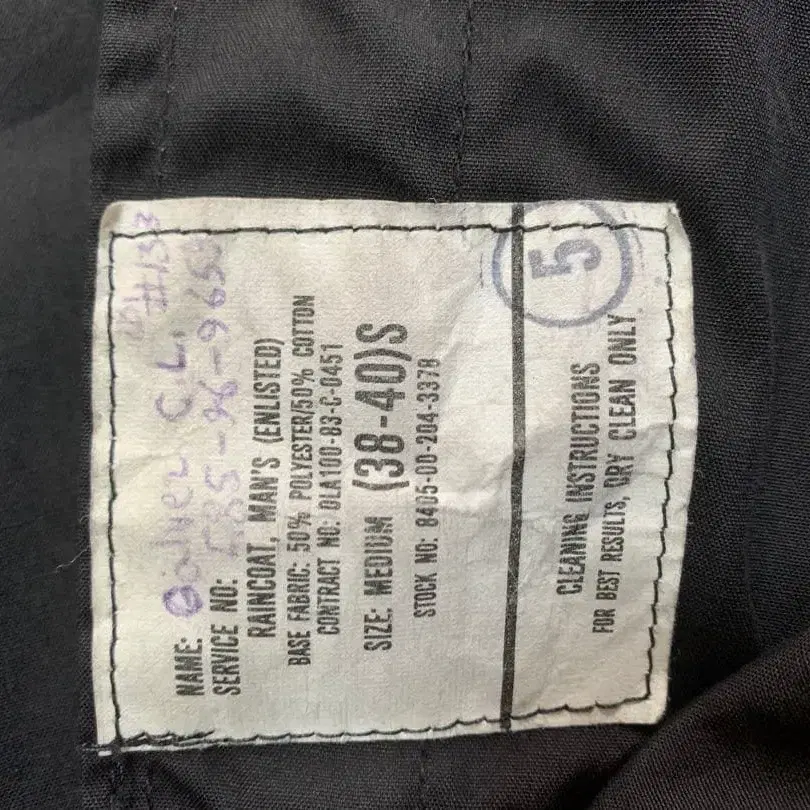 NAME: C.L. #133
SERVICE NO:
RAINCOAT, MAN'S (ENLISTED)
BASE FABRIC: 50% POLYESTER/50% COTTON
CONTRACT NO: DLA100-83-C-0451
SIZE: MEDIUM (38-40)S
STOCK NO: 8405-00-204-3378
5
CLEANING INSTRUCTIONS
FOR BEST RESULTS, DRY CLEAN ONLY